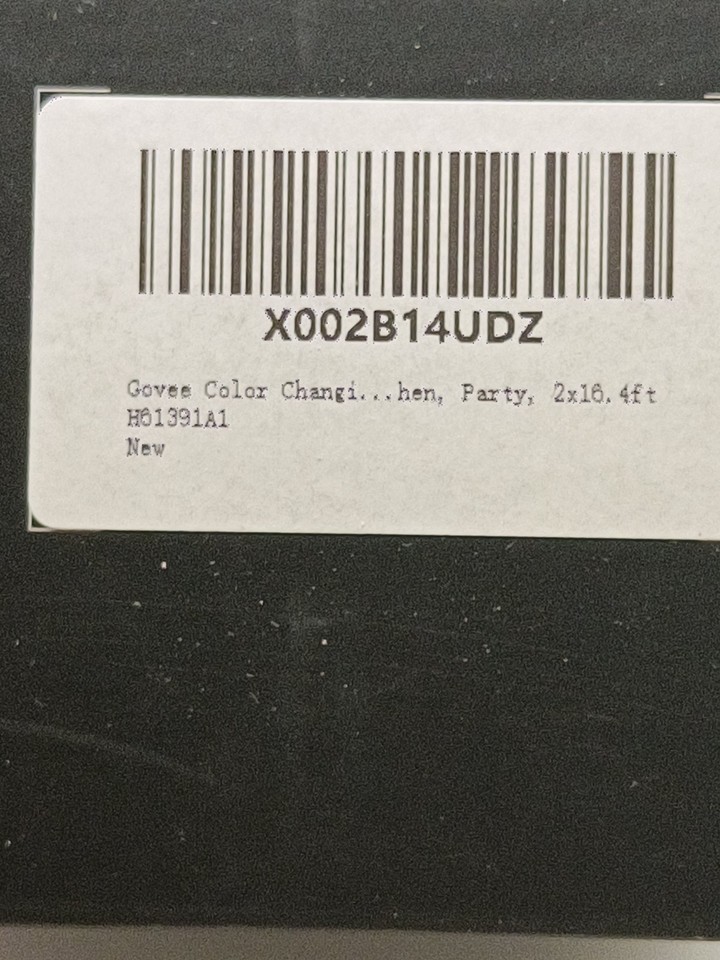 X002B14UDZ
Govee Color Changi...hen, Party, 2x16.4ft
H61391A1
New